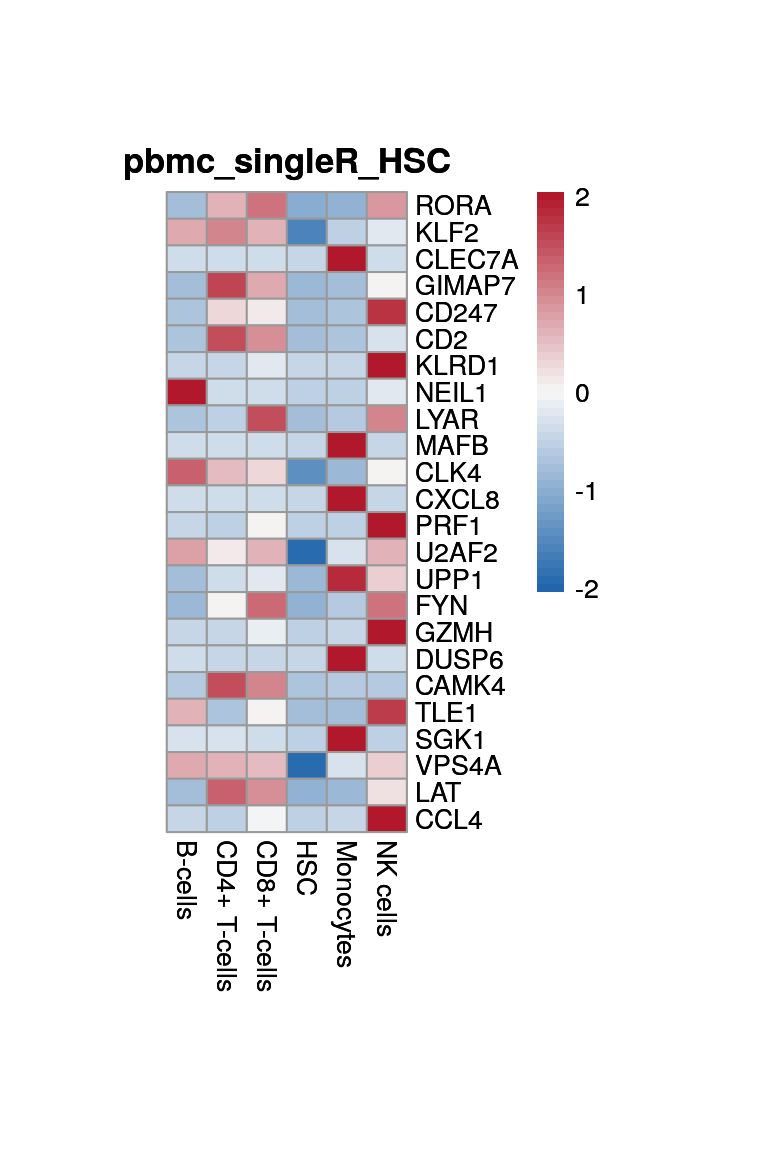 pbmc_singleR_HSC
RORA
KLF2
CLEC7A
GIMAP7
CD247
CD2
KLRD1
NEIL1
LYAR
MAFB
CLK4
CXCL8
PRF1
U2AF2
UPP1
FYN
GZMH
DUSP6
CAMK4
TLE1
SGK1
VPS4A
LAT
CCL4
2
1
0
-1
-2
B-cells
CD4+ T-cells
CD8+ T-cells
HSC
Monocytes
NK cells